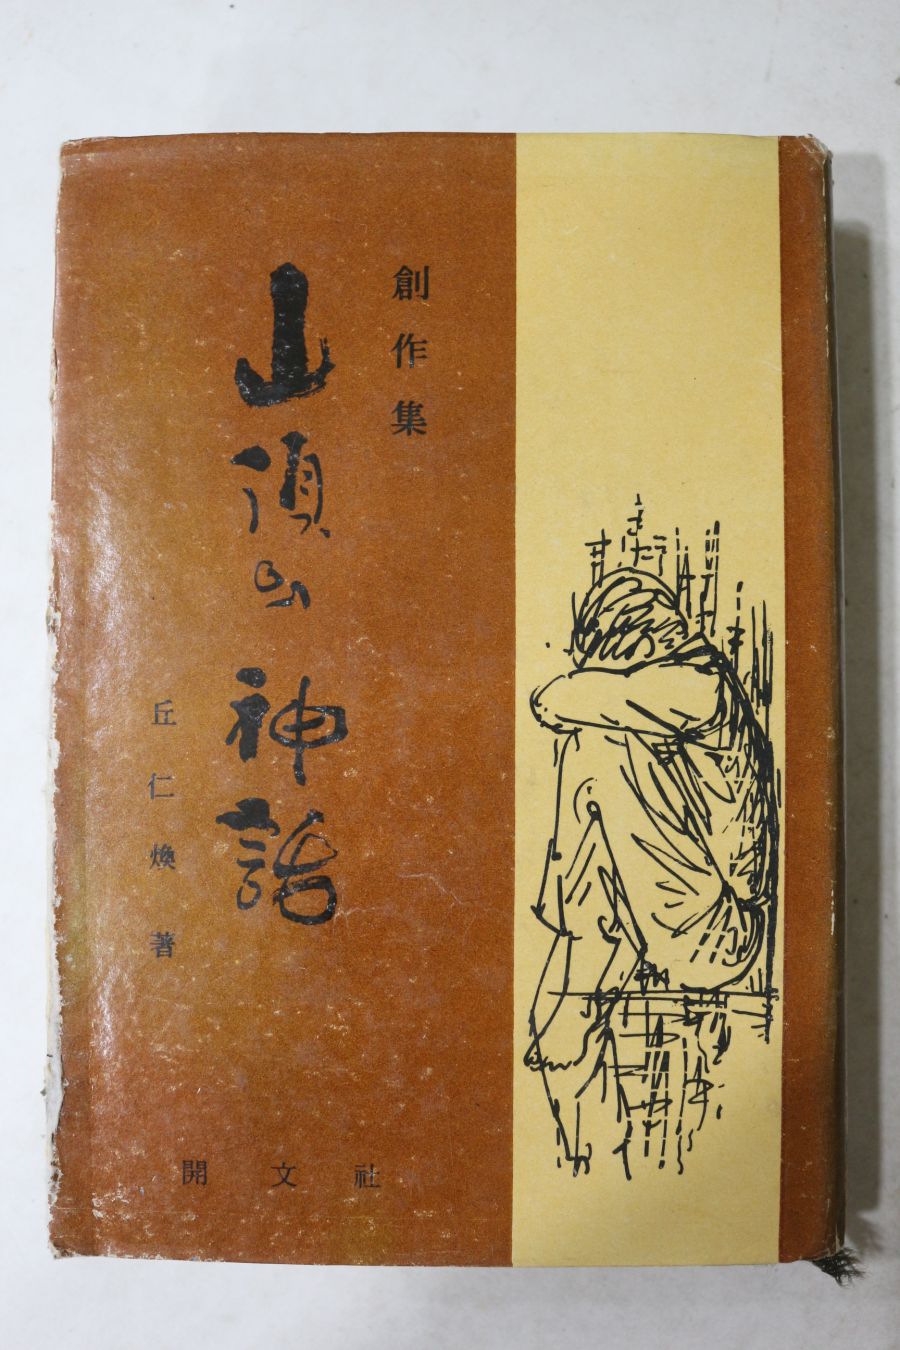 創作集
山頂의 神話
丘仁煥 著
開文社